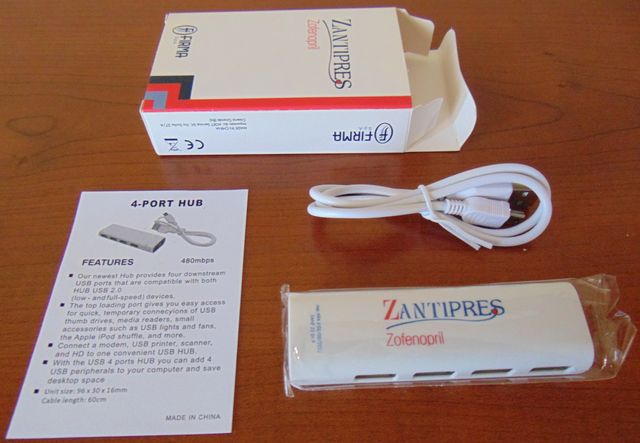 ZANTIPRES
Zofenopril
FIRMA
S.p.A.
FIRMA
S.p.A.
MADE IN CHINA
CE
4-PORT HUB
FEATURES 480mbps
Our newest Hub provides four downstream
USB ports that are compatible with both
HUB USB 2.0
(low - and full-speed) devices.
The top loading port gives you easy access
for quick, temporary connecyions of USB
thumb drives, media readers, small
accessories such as USB lights and fans,
the Apple iPod shuffle, and more.
Connect a modem, USB printer, scanner,
and HD to one convenient USB HUB.
With the USB 4 ports HUB you can add 4
USB peripherals to your computer and save
desktop space
Unit size: 96 x 30 x 16mm
Cable length: 60cm
MADE IN CHINA
ZANTIPRES
Zofenopril